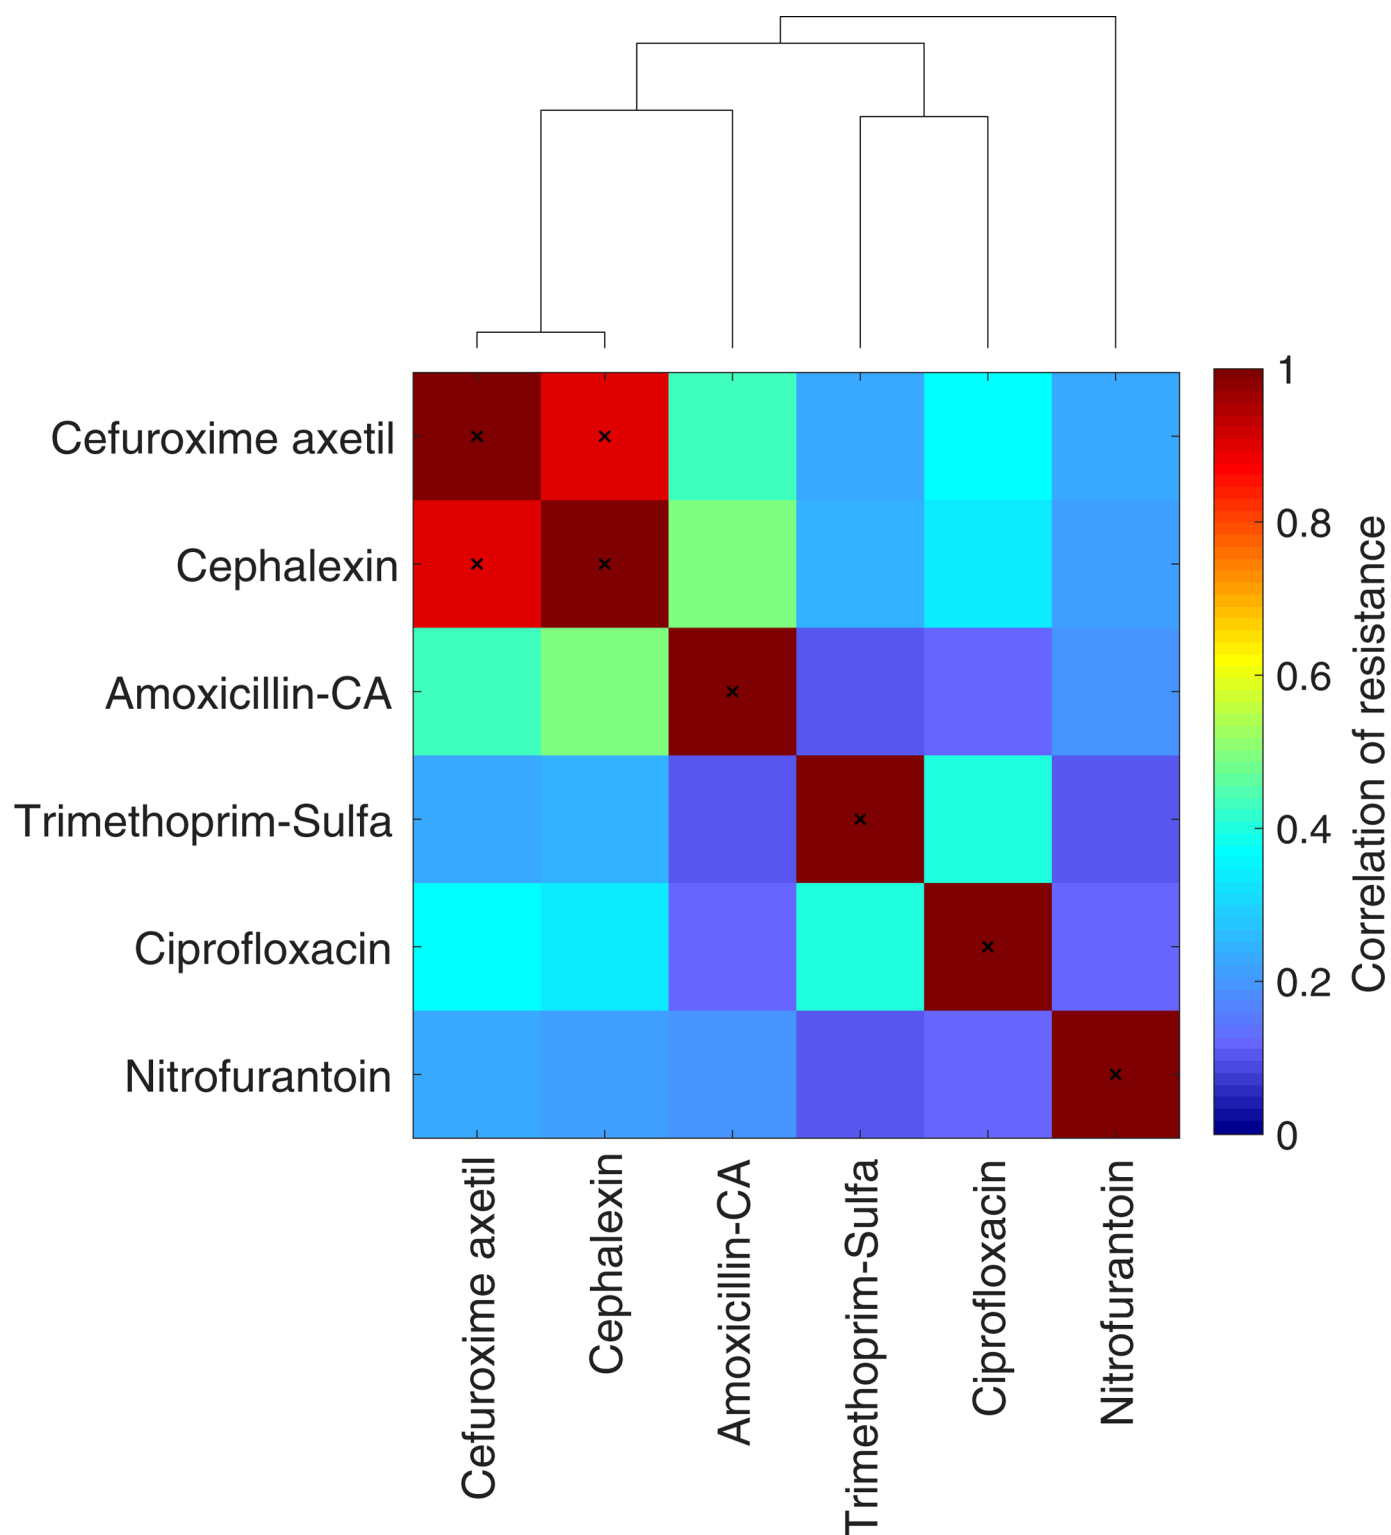 Cefuroxime axetil
Cephalexin
Amoxicillin-CA
Trimethoprim-Sulfa
Ciprofloxacin
Nitrofurantoin
Cefuroxime axetil
Cephalexin
Amoxicillin-CA
Trimethoprim-Sulfa
Ciprofloxacin
Nitrofurantoin
1
0.8
0.6
0.4
0.2
0
Correlation of resistance